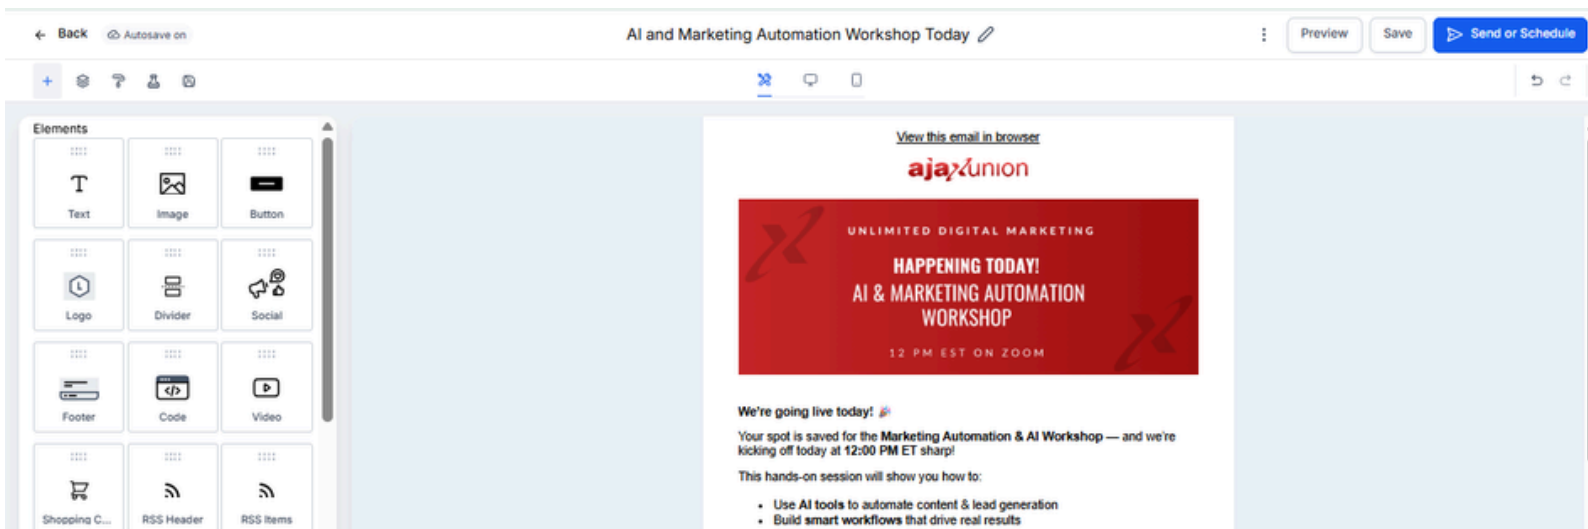 Back
Autosave on
AI and Marketing Automation Workshop Today
Preview
Save
Send or Schedule
Elements
Text
Image
Button
Logo
Divider
Social
Footer
Code
Video
Shopping C...
RSS Header
RSS Items
View this email in browser
ajaxunion
UNLIMITED DIGITAL MARKETING
HAPPENING TODAY!
AI & MARKETING AUTOMATION
WORKSHOP
12 PM EST ON ZOOM
We're going live today! 🎉
Your spot is saved for the Marketing Automation & AI Workshop — and we're
kicking off today at 12:00 PM ET sharp!
This hands-on session will show you how to:
• Use AI tools to automate content & lead generation
• Build smart workflows that drive real results